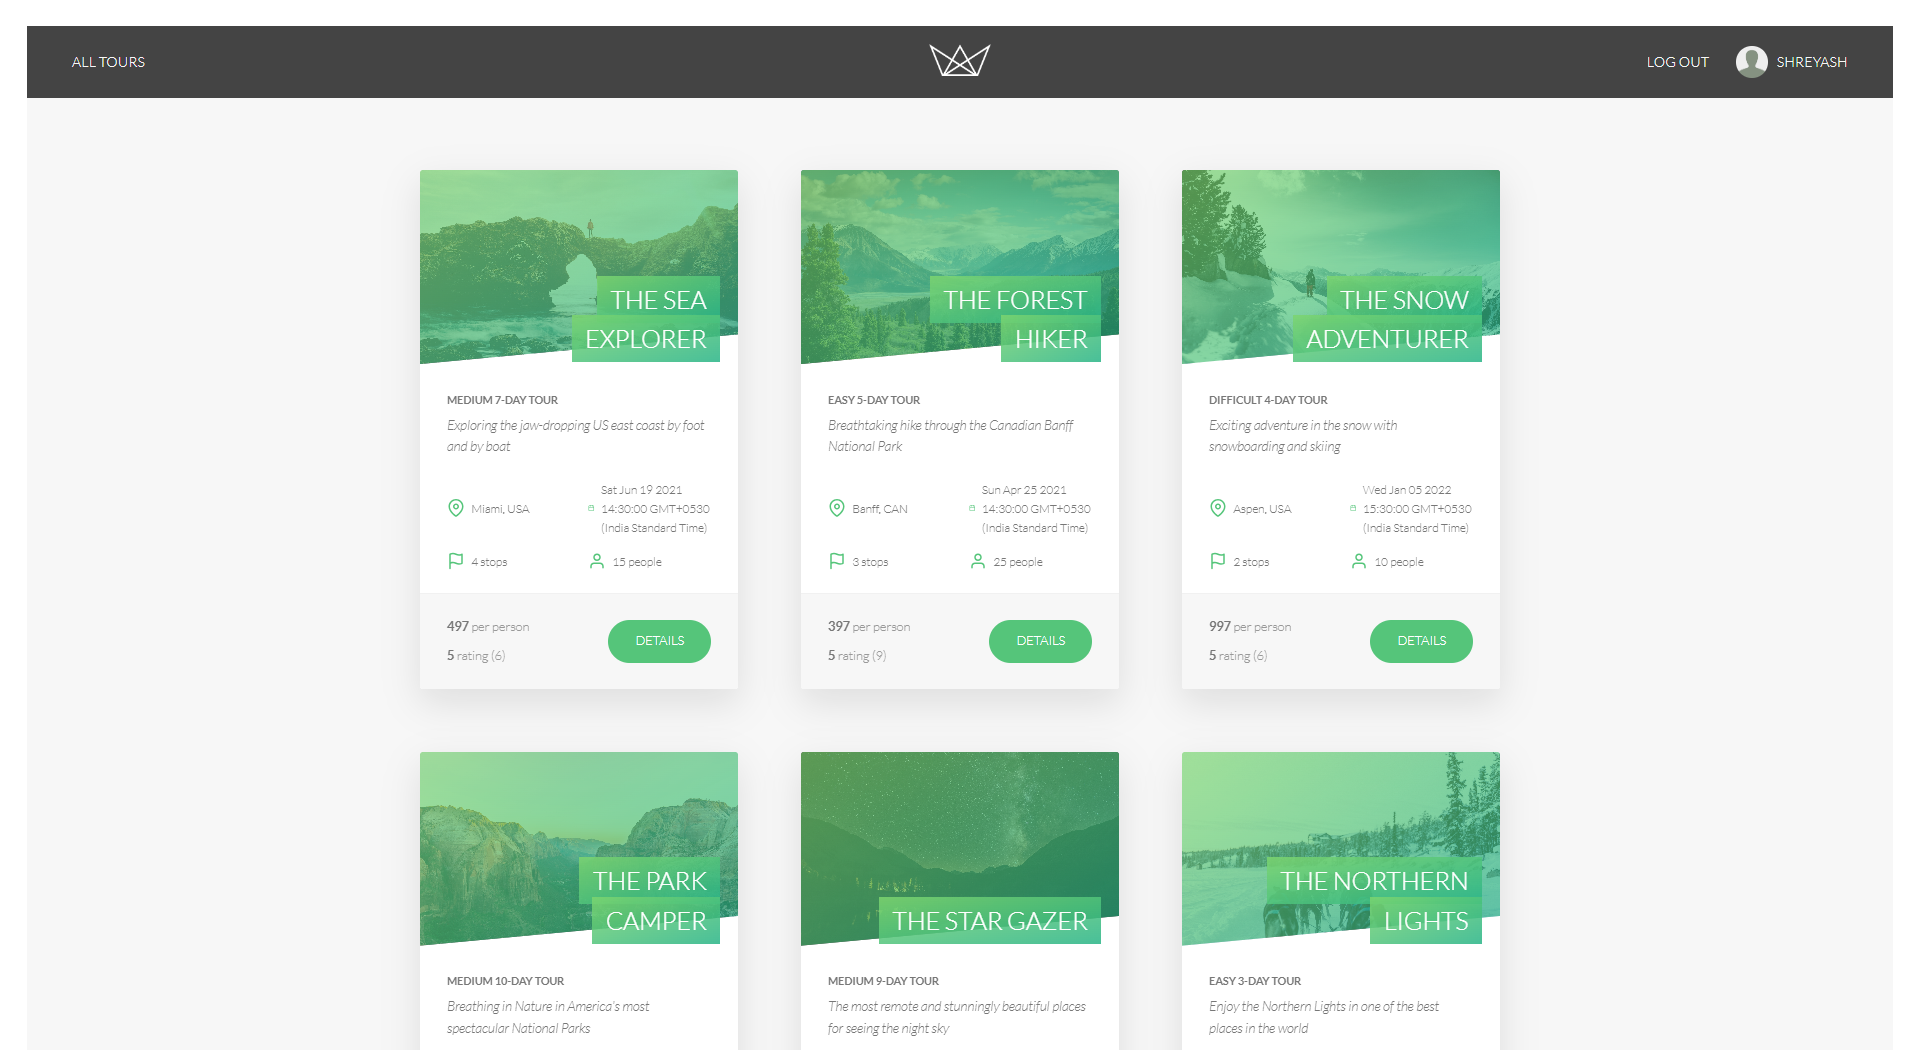 ALL TOURS
LOG OUT
SHREYASH
THE SEA
EXPLORER
MEDIUM 7-DAY TOUR
Exploring the jaw-dropping US east coast by foot
and by boat
Miami, USA
Sat Jun 19 2021
14:30:00 GMT+0530
(India Standard Time)
4 stops
15 people
497 per person
5 rating (6)
DETAILS
THE FOREST
HIKER
EASY 5-DAY TOUR
Breathtaking hike through the Canadian Banff
National Park
Banff, CAN
Sun Apr 25 2021
14:30:00 GMT+0530
(India Standard Time)
3 stops
25 people
397 per person
5 rating (9)
DETAILS
THE SNOW
ADVENTURER
DIFFICULT 4-DAY TOUR
Exciting adventure in the snow with
snowboarding and skiing
Aspen, USA
Wed Jan 05 2022
15:30:00 GMT+0530
(India Standard Time)
2 stops
10 people
997 per person
5 rating (6)
DETAILS
THE PARK
CAMPER
MEDIUM 10-DAY TOUR
Breathing in Nature in America's most
spectacular National Parks
THE STAR GAZER
MEDIUM 9-DAY TOUR
The most remote and stunningly beautiful places
for seeing the night sky
THE NORTHERN
LIGHTS
EASY 3-DAY TOUR
Enjoy the Northern Lights in one of the best
places in the world